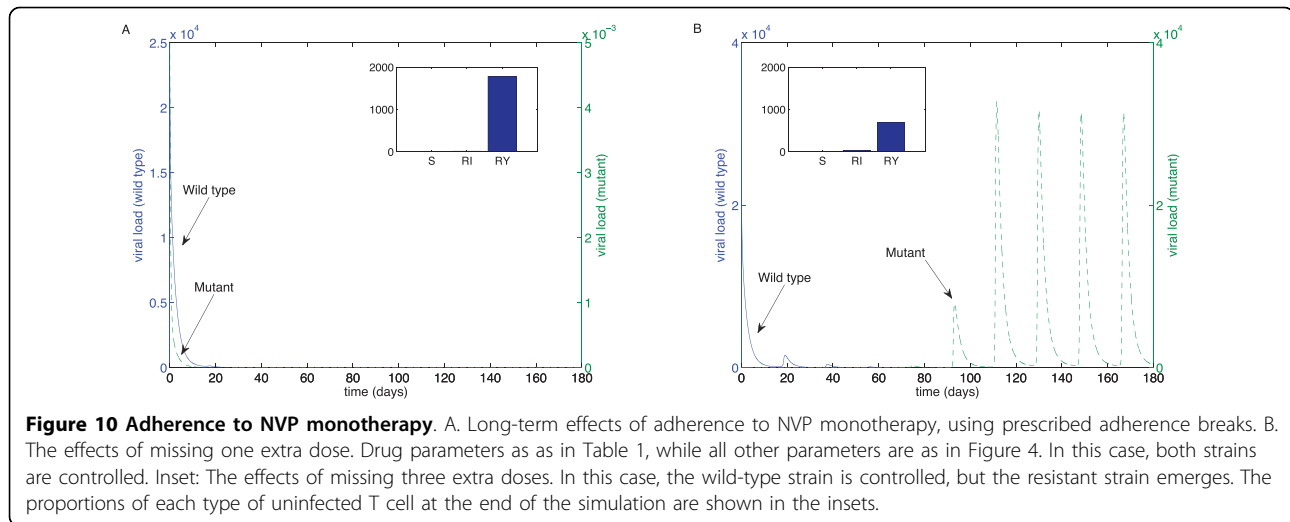 A
x 10^4
2.5
2
1.5
1
0.5
0
viral load (wild type)
x 10^-3
5
4
3
2
1
0
viral load (mutant)
2000
1000
0
S RI RY
Wild type
Mutant
0 20 40 60 80 100 120 140 160 180
time (days)
B
x 10^4
4
2
0
viral load (wild type)
x 10^4
4
2
0
viral load (mutant)
2000
1000
0
S RI RY
Wild type
Mutant
0 20 40 60 80 100 120 140 160 180
time (days)
Figure 10 Adherence to NVP monotherapy. A. Long-term effects of adherence to NVP monotherapy, using prescribed adherence breaks. B.
The effects of missing one extra dose. Drug parameters as as in Table 1, while all other parameters are as in Figure 4. In this case, both strains
are controlled. Inset: The effects of missing three extra doses. In this case, the wild-type strain is controlled, but the resistant strain emerges. The
proportions of each type of uninfected T cell at the end of the simulation are shown in the insets.